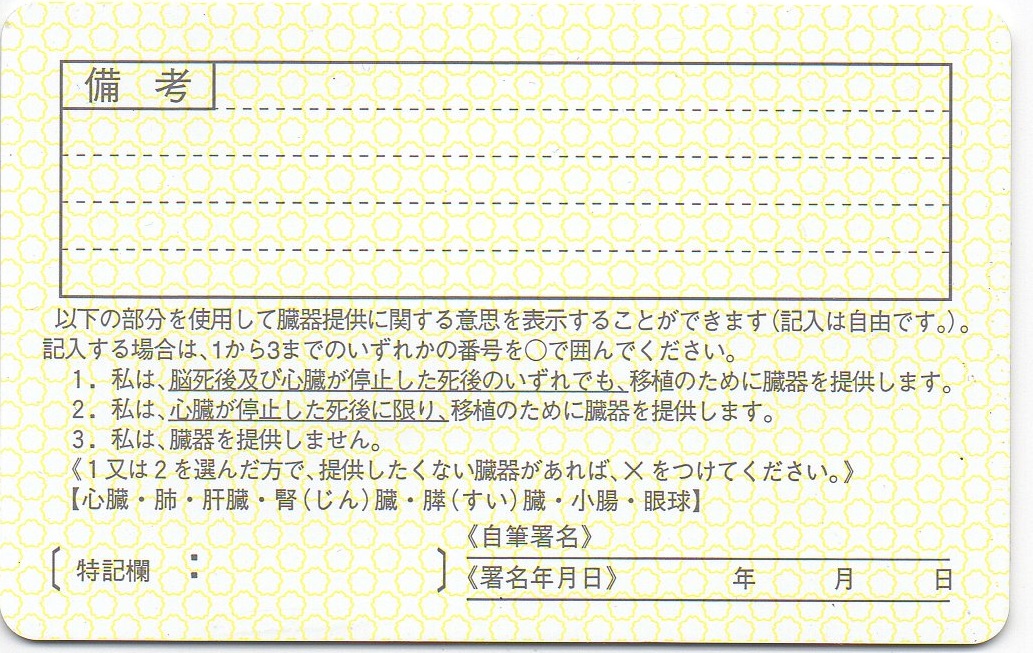 備考
以下の部分を使用して臓器提供に関する意思を表示することができます(記入は自由です。)。
記入する場合は、1から3までのいずれかの番号を○で囲んでください。
1. 私は、脳死後及び心臓が停止した死後のいずれでも、移植のために臓器を提供します。
2. 私は、心臓が停止した死後に限り、移植のために臓器を提供します。
3. 私は、臓器を提供しません。
《1又は2を選んだ方で、提供したくない臓器があれば、×をつけてください。》
【心臓・肺・肝臓・腎(じん)臓・膵(すい)臓・小腸・眼球】
〔特記欄：　　　〕
《自筆署名》
《署名年月日》　　　年　　月　　日